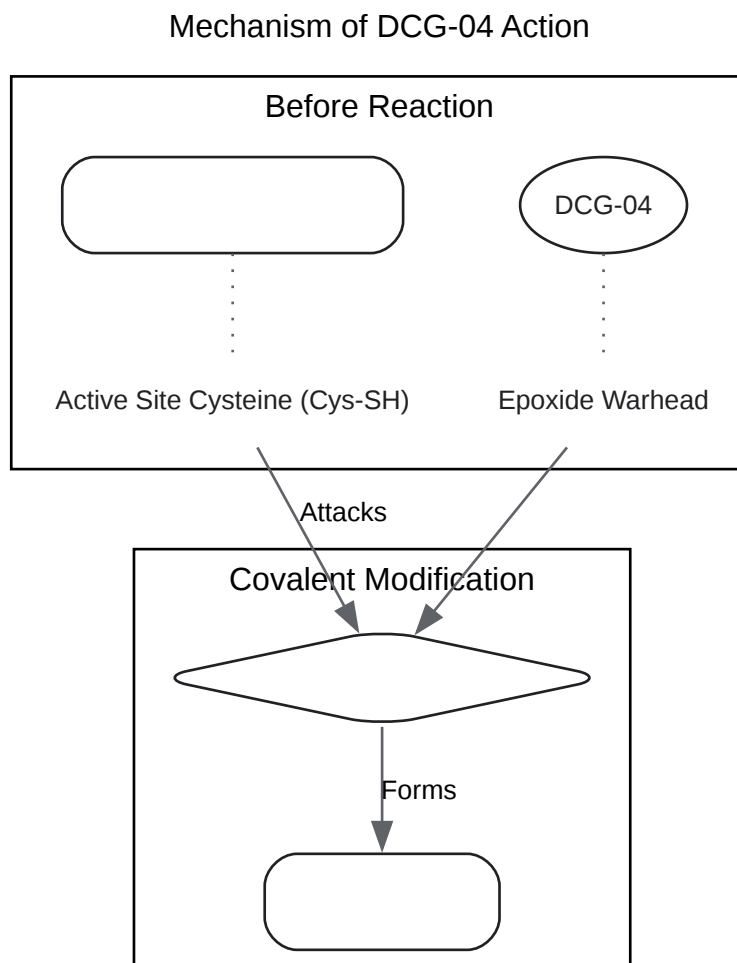 Mechanism of DCG-04 Action
Before Reaction
DCG-04
Active Site Cysteine (Cys-SH)
Epoxide Warhead
Attacks
Covalent Modification
Forms